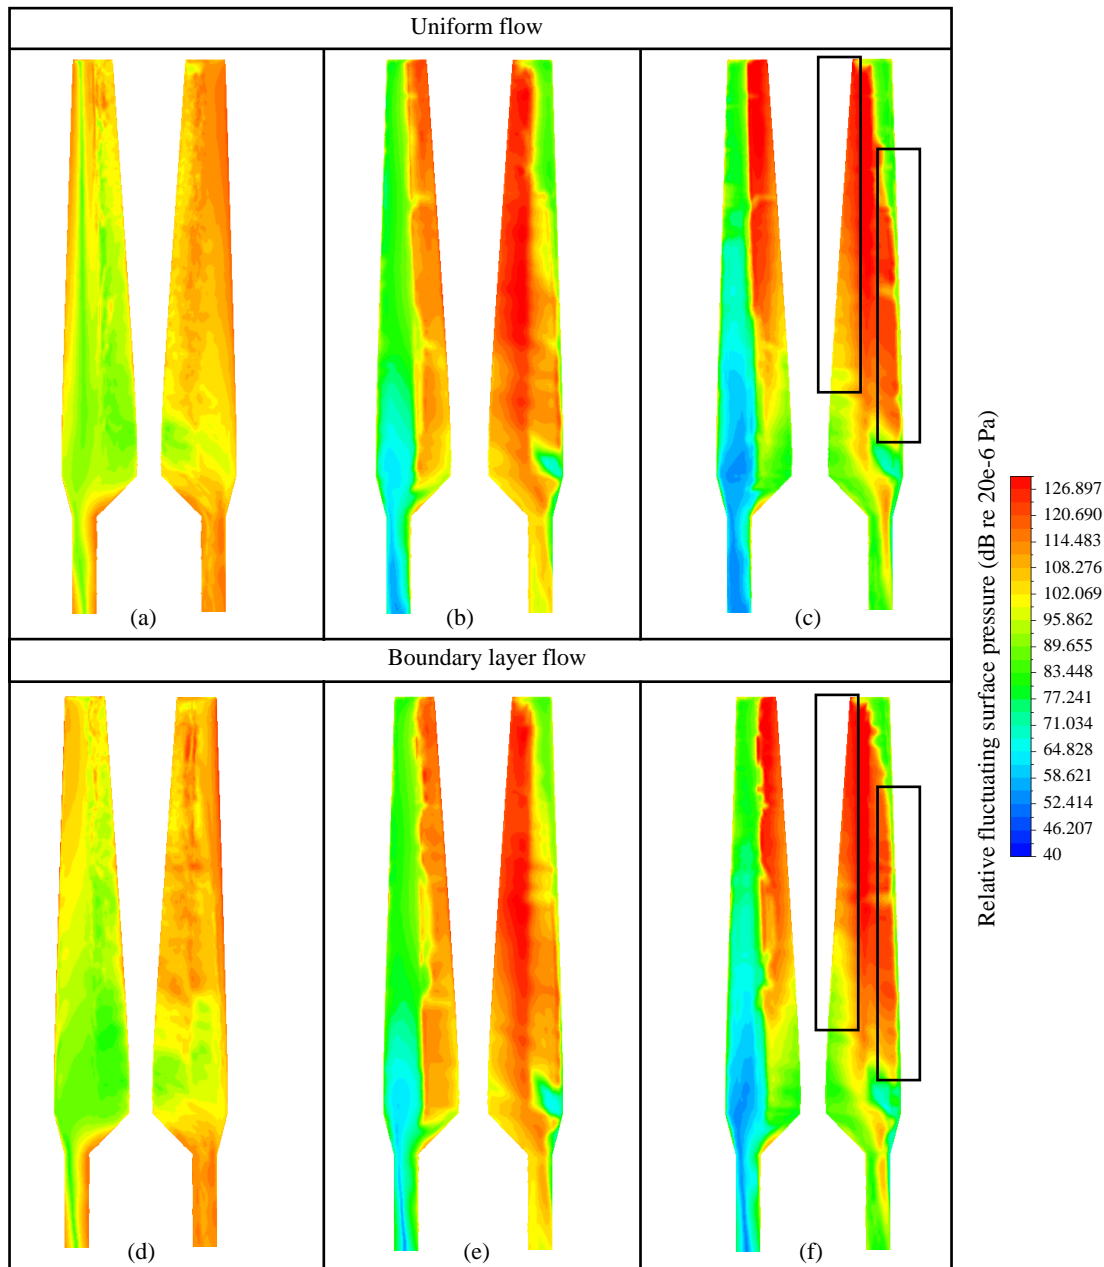 Uniform flow
(a)
(b)
(c)
Boundary layer flow
(d)
(e)
(f)
Relative fluctuating surface pressure (dB re 20e-6 Pa)
126.897
120.690
114.483
108.276
102.069
95.862
89.655
83.448
77.241
71.034
64.828
58.621
52.414
46.207
40